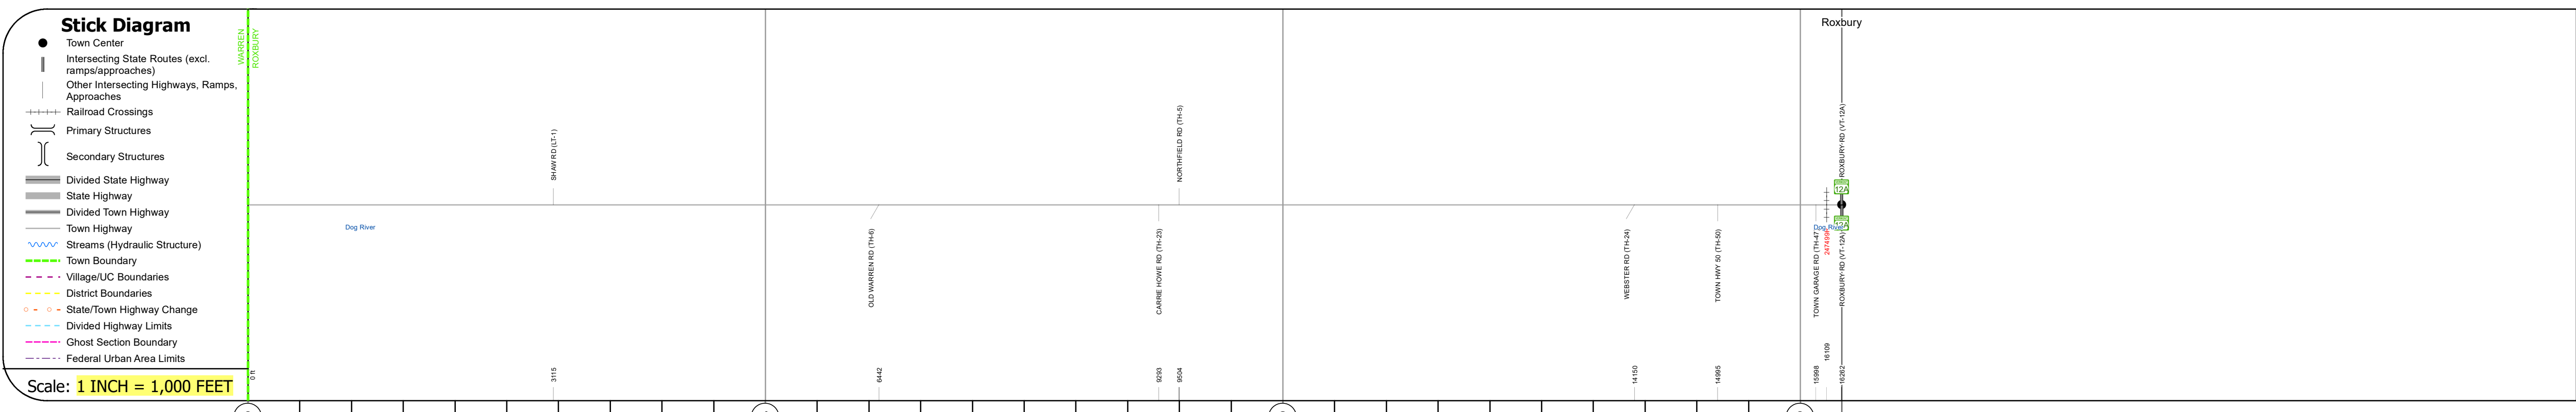 Stick Diagram
Town Center
Intersecting State Routes (excl.
ramps/approaches)
Other Intersecting Highways, Ramps,
Approaches
Railroad Crossings
Primary Structures
Secondary Structures
Divided State Highway
State Highway
Divided Town Highway
Town Highway
Streams (Hydraulic Structure)
Town Boundary
Village/UC Boundaries
District Boundaries
State/Town Highway Change
Divided Highway Limits
Ghost Section Boundary
Federal Urban Area Limits
Scale: 1 INCH = 1,000 FEET
WARREN
ROXBURY
0 ft
Dog River
SHAW RD (LT-1)
3115
OLD WARREN RD (TH-6)
6442
CARRIE HOWE RD (TH-23)
9293
NORTHFIELD RD (TH-5)
9504
WEBSTER RD (TH-24)
14150
TOWN HWY 50 (TH-50)
14995
TOWN GARAGE RD (TH-47
15998
Dog River
16109
Roxbury
ROXBURY RD (VT-12A)
12A
ROXBURY RD (VT-12A)
16262